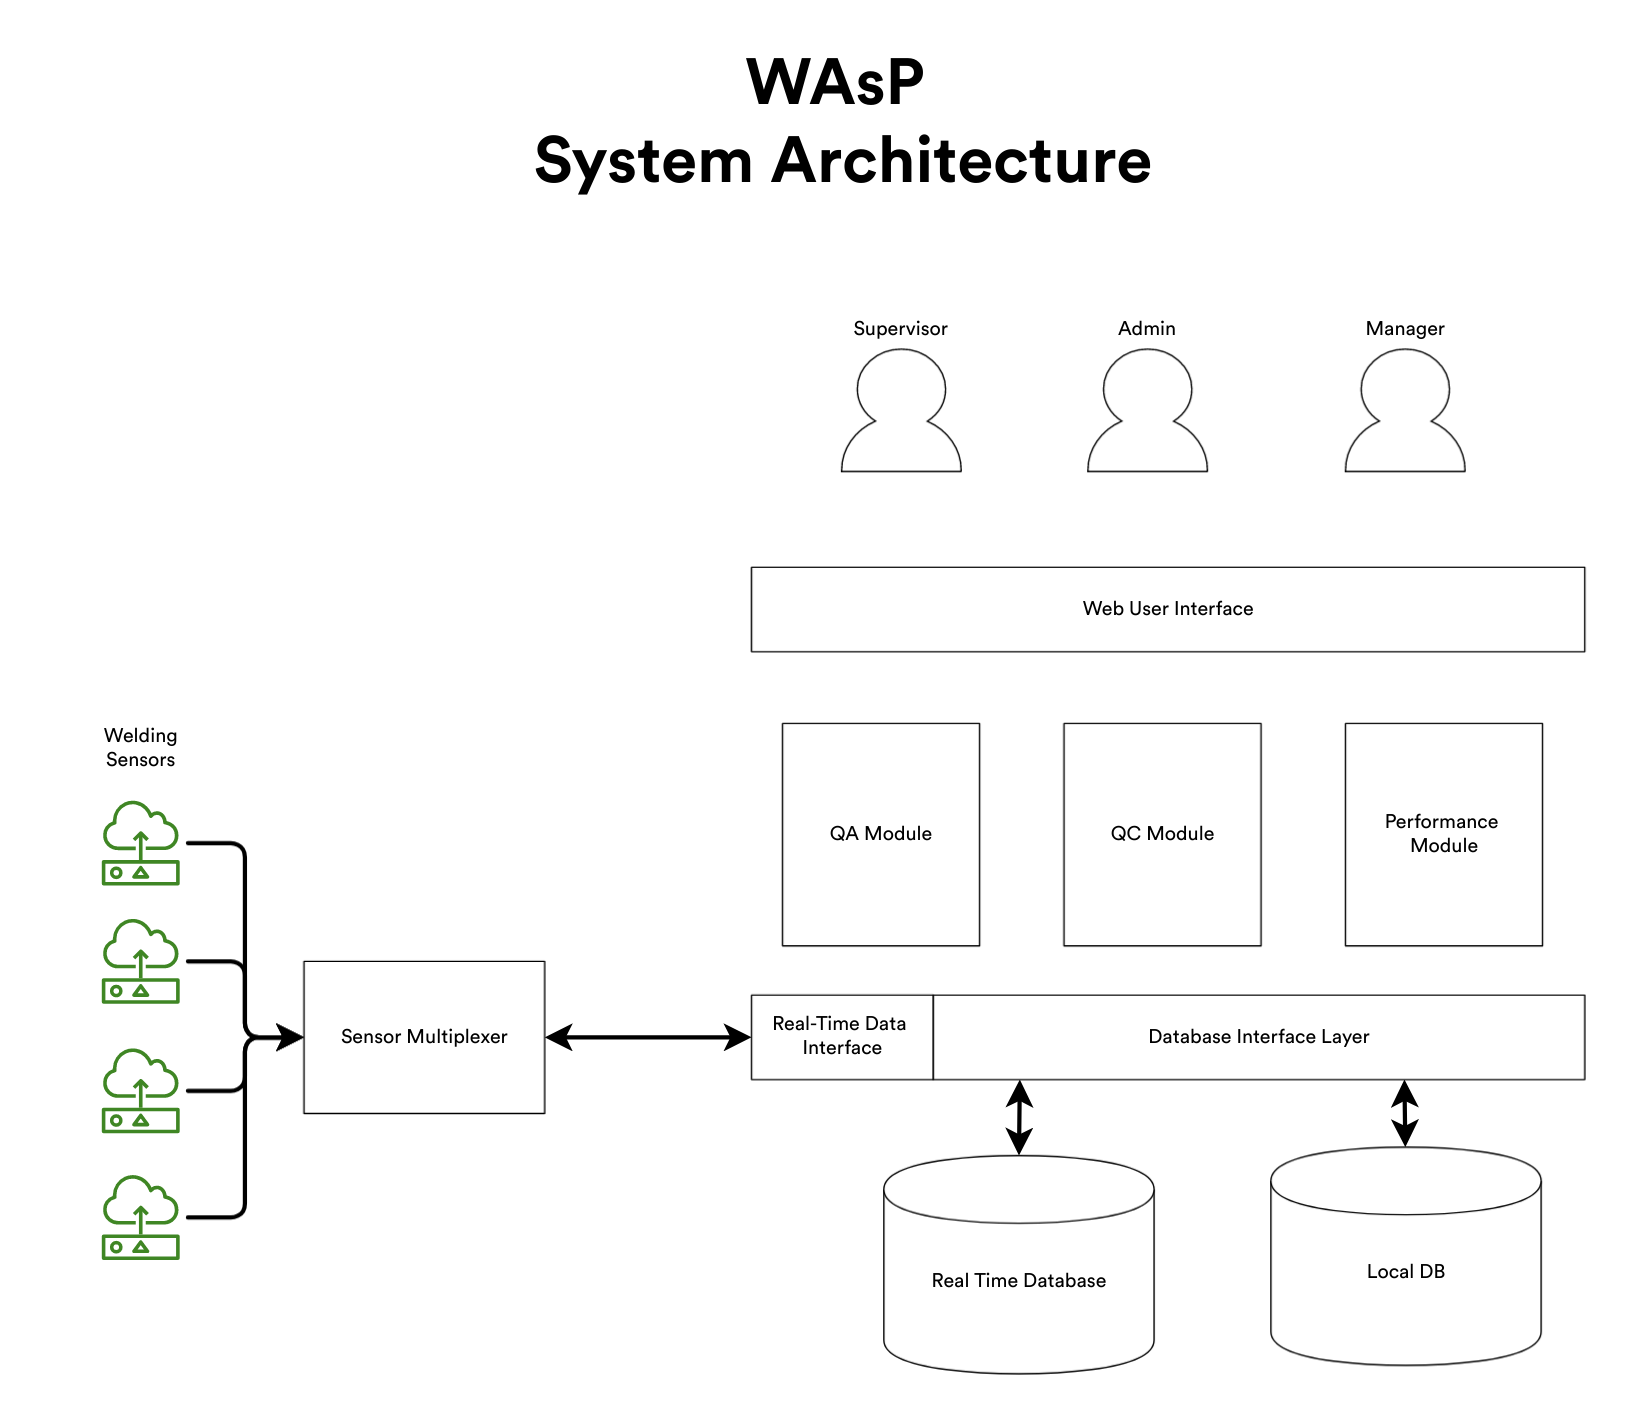 WAsP
System Architecture
Supervisor
Admin
Manager
Web User Interface
Welding
Sensors
QA Module
QC Module
Performance
Module
Sensor Multiplexer
Real-Time Data
Interface
Database Interface Layer
Real Time Database
Local DB